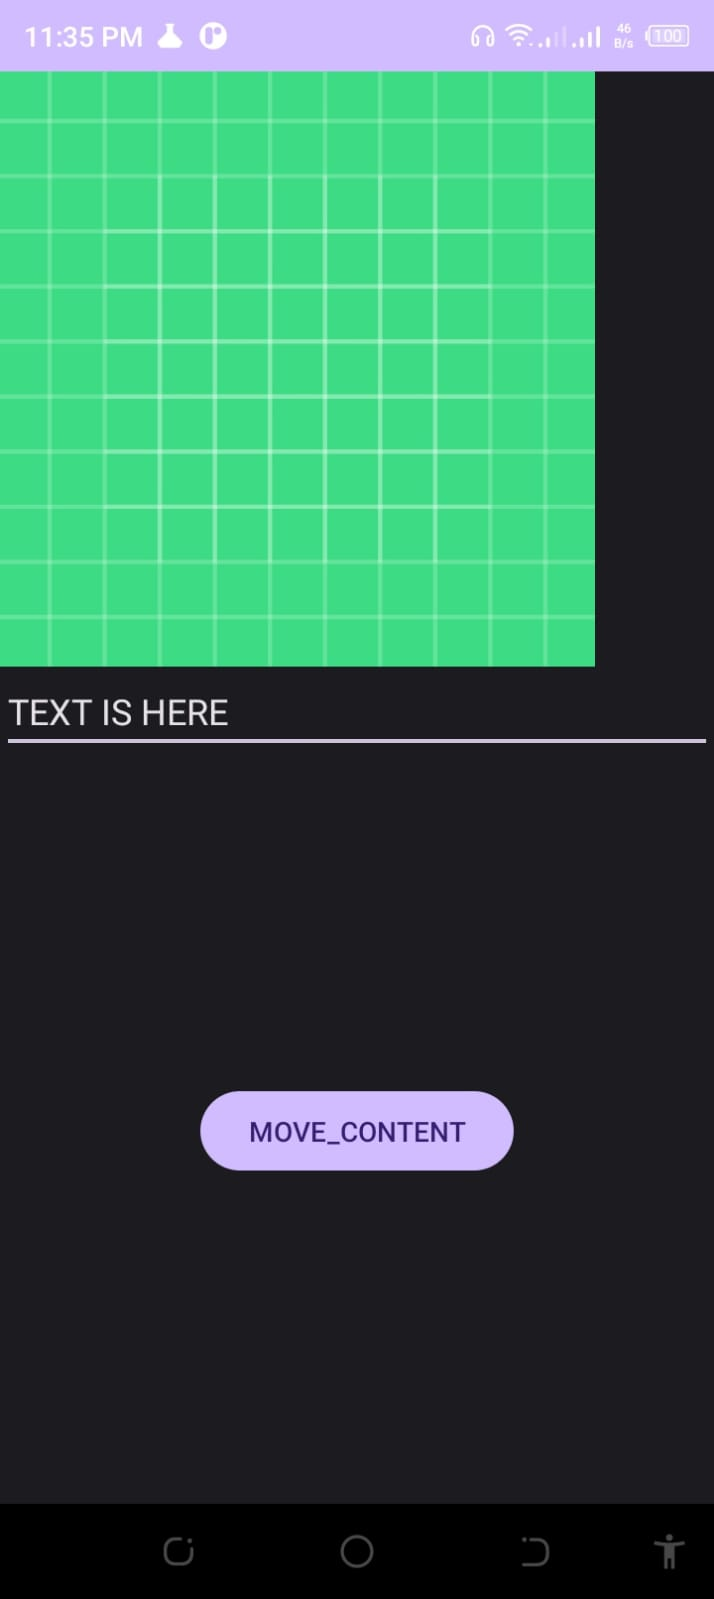 11:35 PM
46
B/s
100
TEXT IS HERE
MOVE_CONTENT